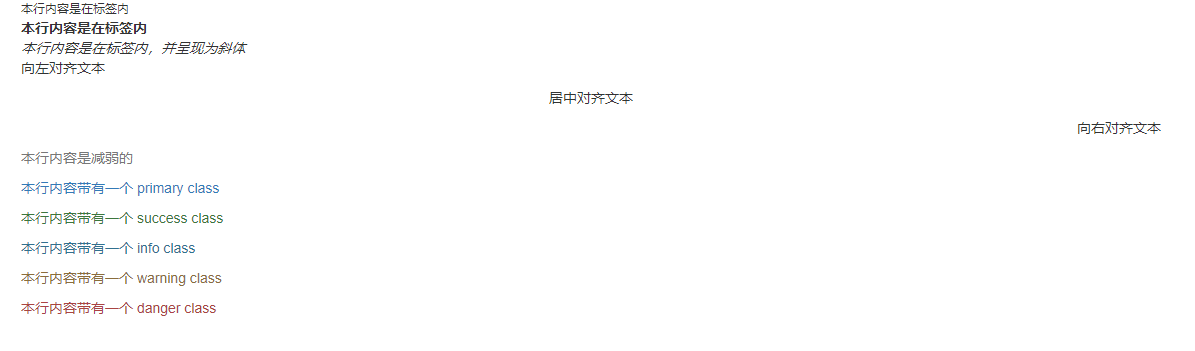 本行内容是在标签内
本行内容是在标签内
本行内容是在标签内，并呈现为斜体
向左对齐文本
居中对齐文本
向右对齐文本
本行内容是减弱的
本行内容带有一个 primary class
本行内容带有一个 success class
本行内容带有一个 info class
本行内容带有一个 warning class
本行内容带有一个 danger class